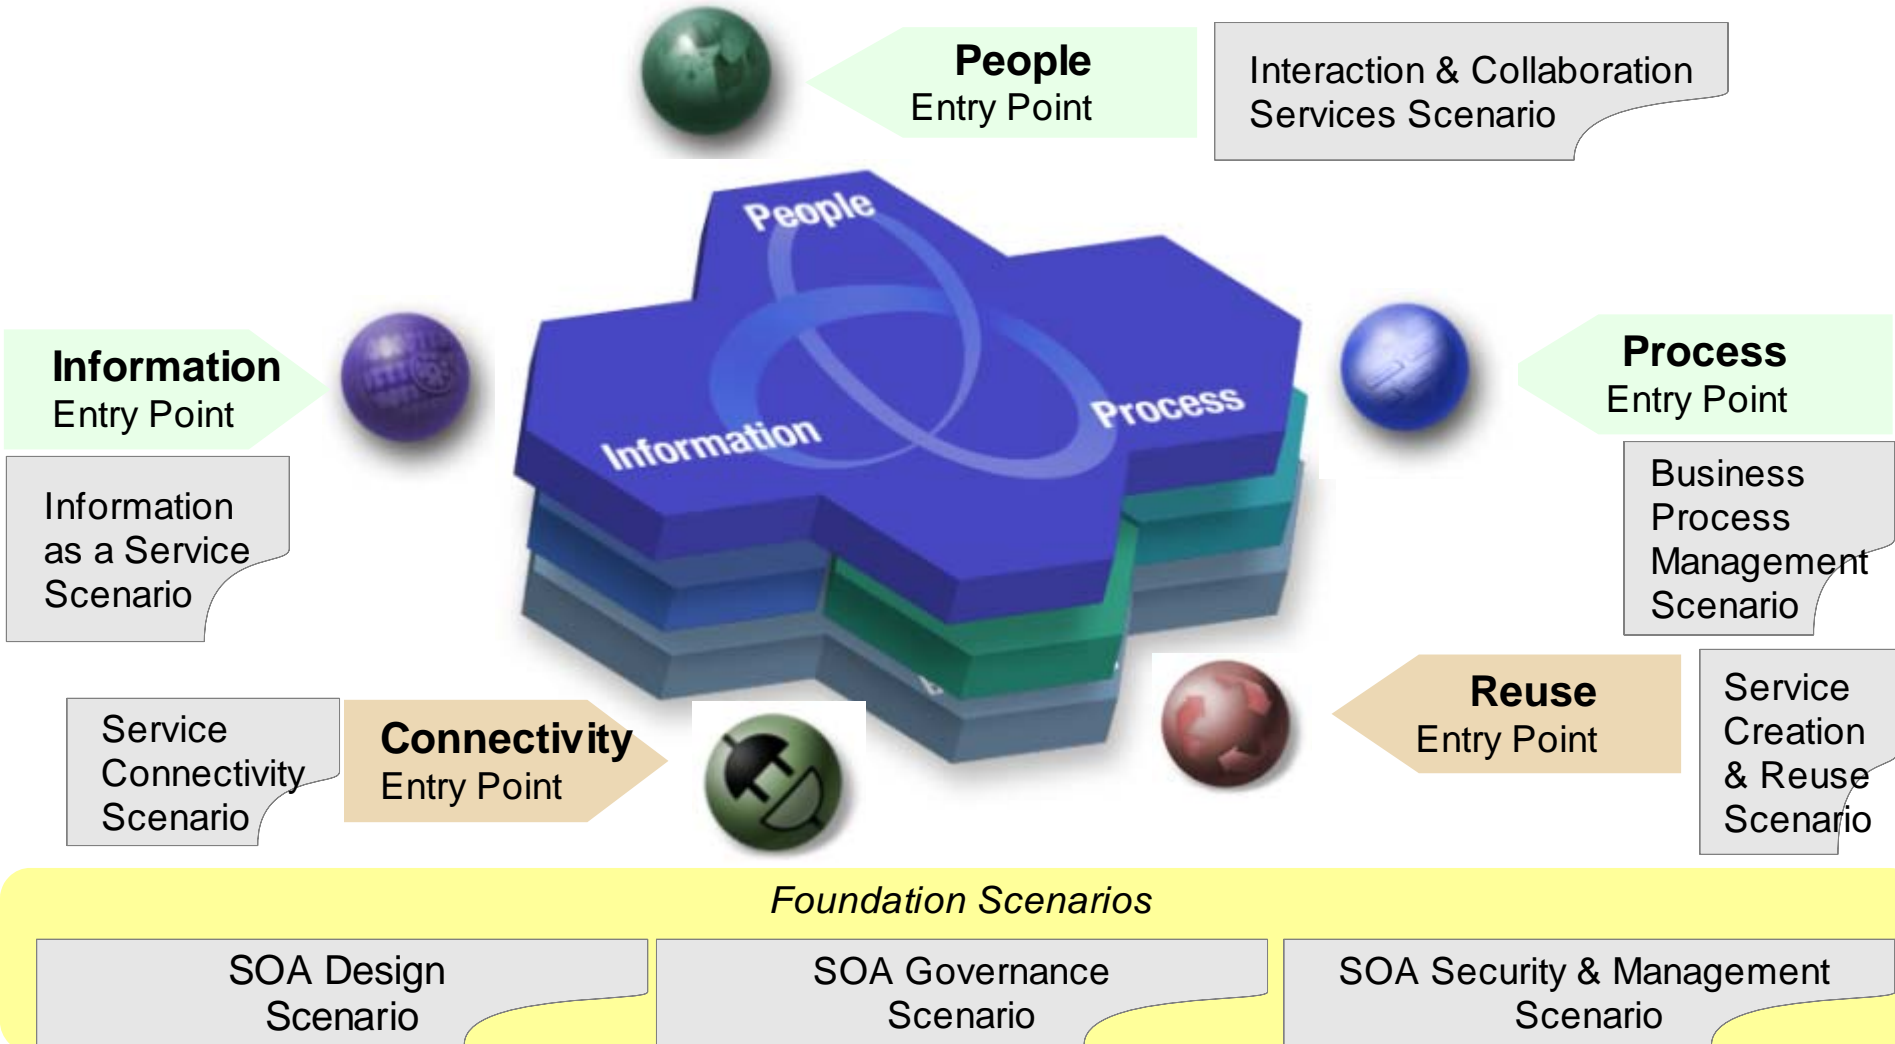 People
Entry Point
Interaction & Collaboration
Services Scenario
People
Information
Entry Point
Process
Entry Point
Process
Information
Information
as a Service
Scenario
Business
Process
Management
Scenario
Service
Connectivity
Scenario
Connectivity
Entry Point
Reuse
Entry Point
Service
Creation
& Reuse
Scenario
Foundation Scenarios
SOA Design
Scenario
SOA Governance
Scenario
SOA Security & Management
Scenario